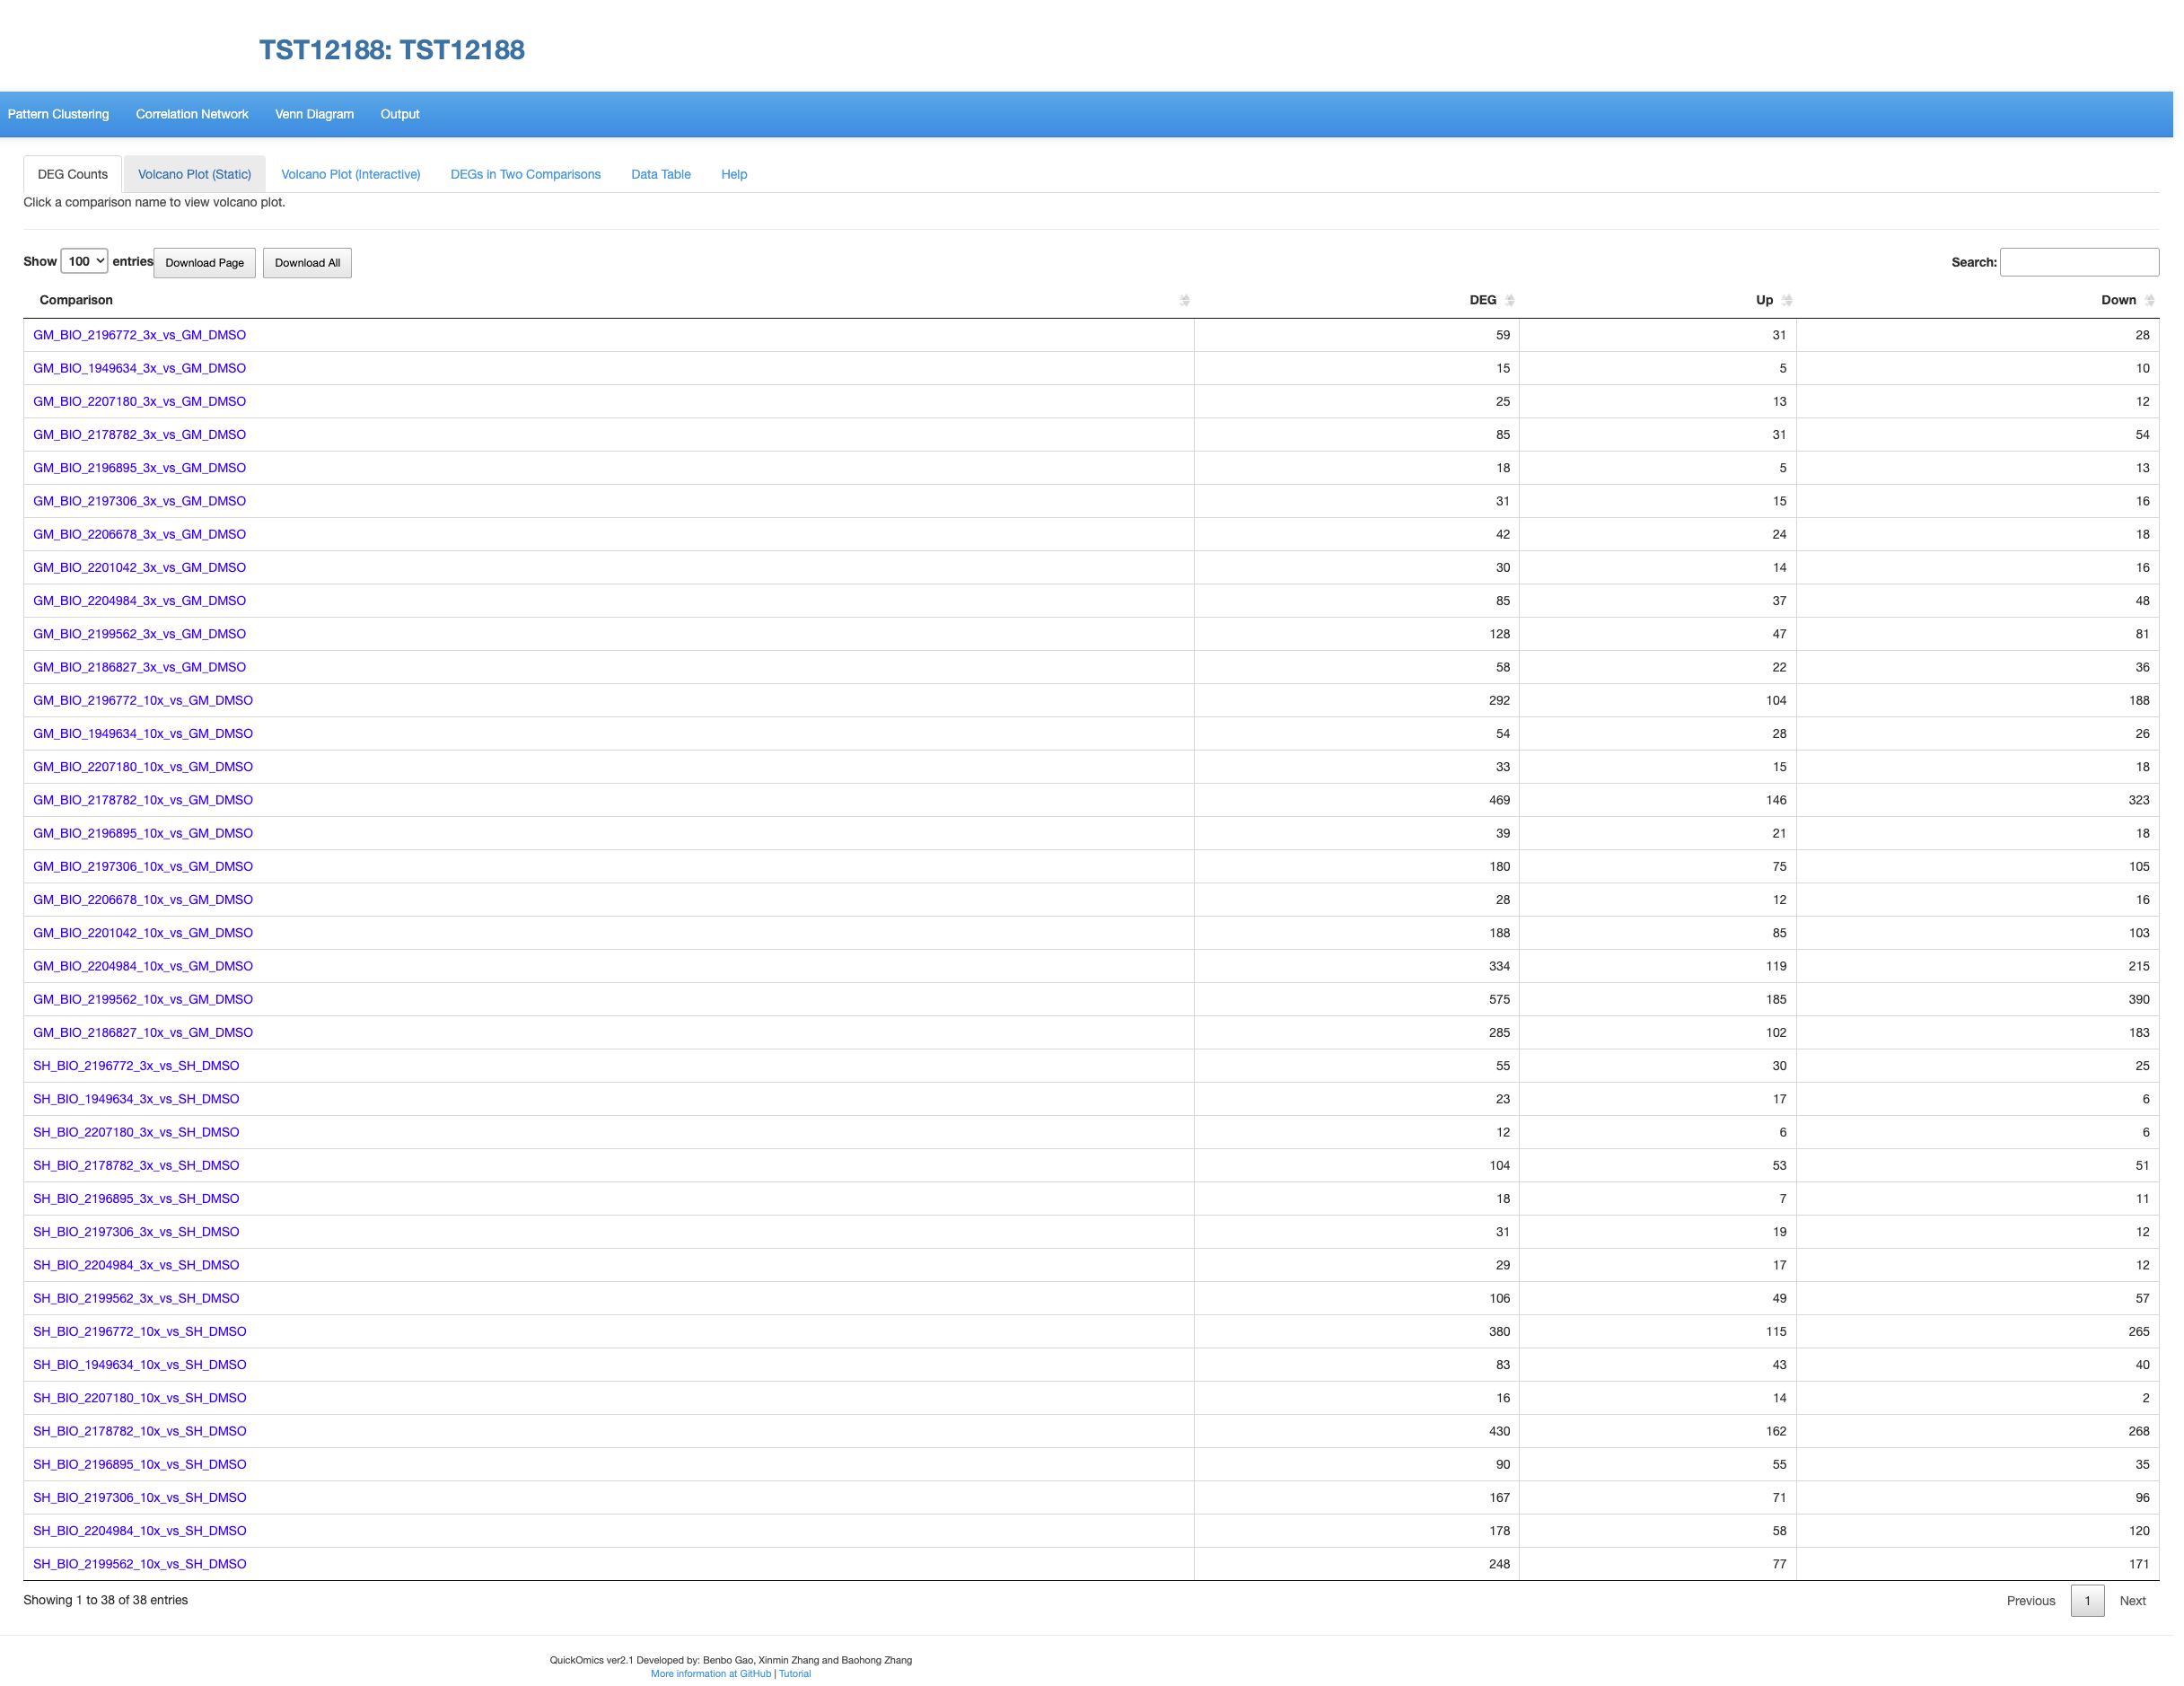 TST12188: TST12188
Pattern Clustering Correlation Network Venn Diagram Output
DEG Counts Volcano Plot (Static) Volcano Plot (Interactive) DEGs in Two Comparisons Data Table Help
Click a comparison name to view volcano plot.
Show 100 entries Download Page Download All Search:
Comparison DEG Up Down
GM_BIO_2196772_3x_vs_GM_DMSO 59 31 28
GM_BIO_1949634_3x_vs_GM_DMSO 15 5 10
GM_BIO_2207180_3x_vs_GM_DMSO 25 13 12
GM_BIO_2178782_3x_vs_GM_DMSO 85 31 54
GM_BIO_2196895_3x_vs_GM_DMSO 18 5 13
GM_BIO_2197306_3x_vs_GM_DMSO 31 15 16
GM_BIO_2206678_3x_vs_GM_DMSO 42 24 18
GM_BIO_2201042_3x_vs_GM_DMSO 30 14 16
GM_BIO_2204984_3x_vs_GM_DMSO 85 37 48
GM_BIO_2199562_3x_vs_GM_DMSO 128 47 81
GM_BIO_2186827_3x_vs_GM_DMSO 58 22 36
GM_BIO_2196772_10x_vs_GM_DMSO 292 104 188
GM_BIO_1949634_10x_vs_GM_DMSO 54 28 26
GM_BIO_2207180_10x_vs_GM_DMSO 33 15 18
GM_BIO_2178782_10x_vs_GM_DMSO 469 146 323
GM_BIO_2196895_10x_vs_GM_DMSO 39 21 18
GM_BIO_2197306_10x_vs_GM_DMSO 180 75 105
GM_BIO_2206678_10x_vs_GM_DMSO 28 12 16
GM_BIO_2201042_10x_vs_GM_DMSO 188 85 103
GM_BIO_2204984_10x_vs_GM_DMSO 334 119 215
GM_BIO_2199562_10x_vs_GM_DMSO 575 185 390
GM_BIO_2186827_10x_vs_GM_DMSO 285 102 183
SH_BIO_2196772_3x_vs_SH_DMSO 55 30 25
SH_BIO_1949634_3x_vs_SH_DMSO 23 17 6
SH_BIO_2207180_3x_vs_SH_DMSO 12 6 6
SH_BIO_2178782_3x_vs_SH_DMSO 104 53 51
SH_BIO_2196895_3x_vs_SH_DMSO 18 7 11
SH_BIO_2197306_3x_vs_SH_DMSO 31 19 12
SH_BIO_2204984_3x_vs_SH_DMSO 29 17 12
SH_BIO_2199562_3x_vs_SH_DMSO 106 49 57
SH_BIO_2196772_10x_vs_SH_DMSO 380 115 265
SH_BIO_1949634_10x_vs_SH_DMSO 83 43 40
SH_BIO_2207180_10x_vs_SH_DMSO 16 14 2
SH_BIO_2178782_10x_vs_SH_DMSO 430 162 268
SH_BIO_2196895_10x_vs_SH_DMSO 90 55 35
SH_BIO_2197306_10x_vs_SH_DMSO 167 71 96
SH_BIO_2204984_10x_vs_SH_DMSO 178 58 120
SH_BIO_2199562_10x_vs_SH_DMSO 248 77 171
Showing 1 to 38 of 38 entries Previous 1 Next
QuickOmics ver2.1 Developed by: Benbo Gao, Xinmin Zhang and Baohong Zhang
More information at GitHub | Tutorial